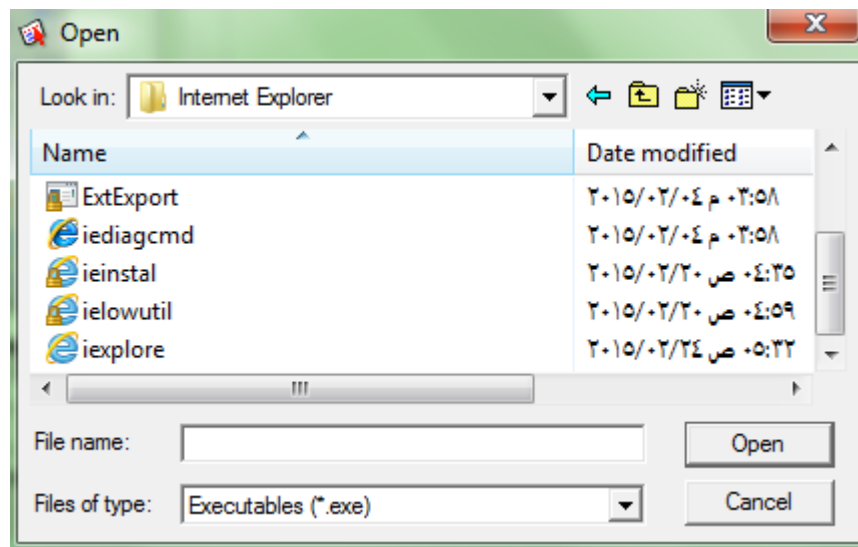 Open
Look in: Internet Explorer
Name Date modified
ExtExport ٠٣:٥٨ م ٢٠١٥/٠٢/٠٤
iediagcmd ٠٣:٥٨ م ٢٠١٥/٠٢/٠٤
ieinstal ٠٤:٣٥ ص ٢٠١٥/٠٢/٢٠
ielowutil ٠٤:٥٩ ص ٢٠١٥/٠٢/٢٠
iexplore ٠٥:٣٢ ص ٢٠١٥/٠٢/٢٤
File name: Open
Files of type: Executables (*.exe) Cancel